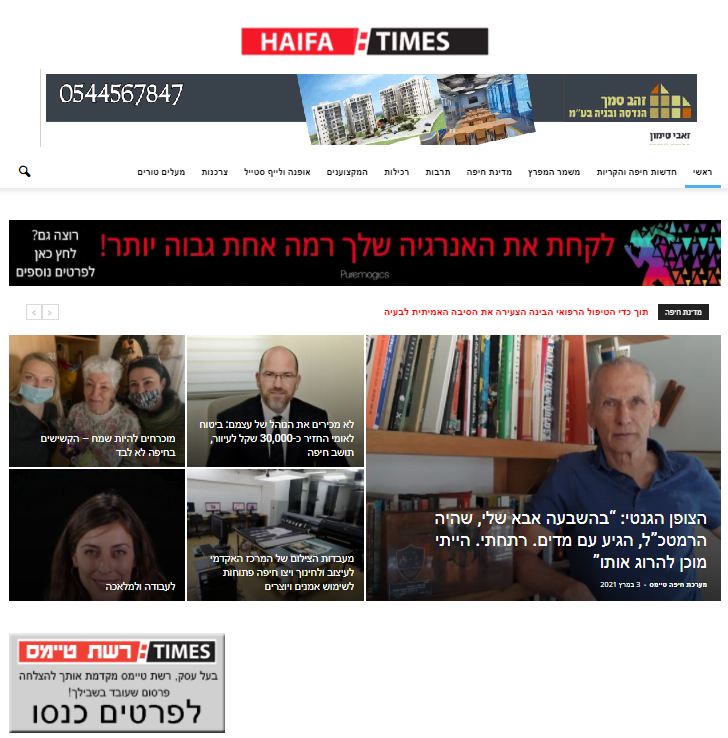 HAIFA TIMES
0544567847
זהב סמך
הנדסה ובניה בע"מ
זאבי סימון
ראשי
חדשות חיפה והקריות
משמר המפרץ
מדינת חיפה
תרבות
רכילות
המקצוענים
אופנה ולייף סטייל
צרכנות
מעלים טורים
לקחת את האנרגיה שלך רמה אחת גבוה יותר!
רוצה גם?
לחץ כאן
לפרטים נוספים
Puremogics
מדינת חיפה
תוך כדי הטיפול הרפואי הבינה הצעירה את הסיבה האמיתית לבעיה
הצופן הגנטי: "בהשבעה אבא שלי, שהיה
הרמטכ"ל, הגיע עם מדים. רתחתי. הייתי
מוכן להרוג אותו"
מערכת חיפה טיימס - 3 במרץ 2021
לא מכירים את הנוהל של עצמם: ביטוח
לאומי החזיר כ-30,000 שקל לעיוור,
תושב חיפה
מוכרחים להיות שמח – הקשישים
בחיפה לא לבד
מעבדות הצילום של המרכז האקדמי
לעיצוב ולחינוך ויצו חיפה פתוחות
לשימוש אמנים ויוצרים
לעבודה ולמלאכה
רשת טיימס TIMES
בעל עסק, רשת טיימס מקדמת אותך להצלחה
פרסום שעובד בשבילך!
לפרטים כנסו